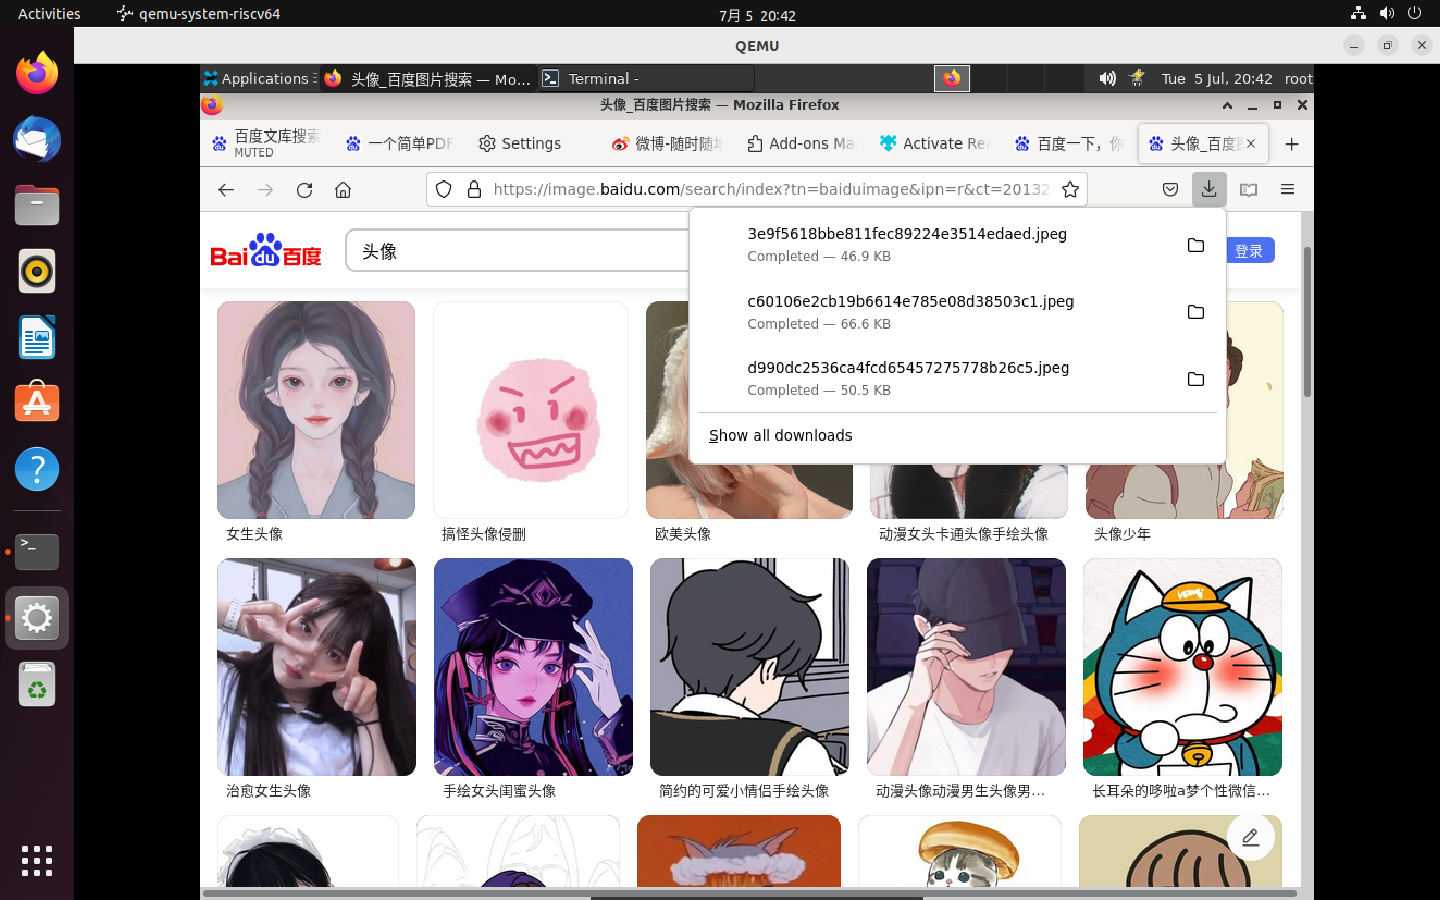 Activities
qemu-system-riscv64
7月 5 20:42
QEMU
Applications
头像_百度图片搜索 — Mo...
Terminal -
Tue 5 Jul, 20:42
root
头像_百度图片搜索 — Mozilla Firefox
百度文库搜索
MUTED
一个简单PDF
Settings
微博-随时随地
Add-ons Ma
Activate Rea
百度一下，你
头像_百度图
https://image.baidu.com/search/index?tn=baiduimage&ipn=r&ct=20132
Bai du 百度
头像
登录
3e9f5618bbe811fec89224e3514edaed.jpeg
Completed — 46.9 KB
c60106e2cb19b6614e785e08d38503c1.jpeg
Completed — 66.6 KB
d990dc2536ca4fcd65457275778b26c5.jpeg
Completed — 50.5 KB
Show all downloads
女生头像
搞怪头像侵删
欧美头像
动漫女头卡通头像手绘头像
头像少年
治愈女生头像
手绘女头闺蜜头像
简约的可爱小情侣手绘头像
动漫头像动漫男生头像男...
长耳朵的哆啦a梦个性微信...